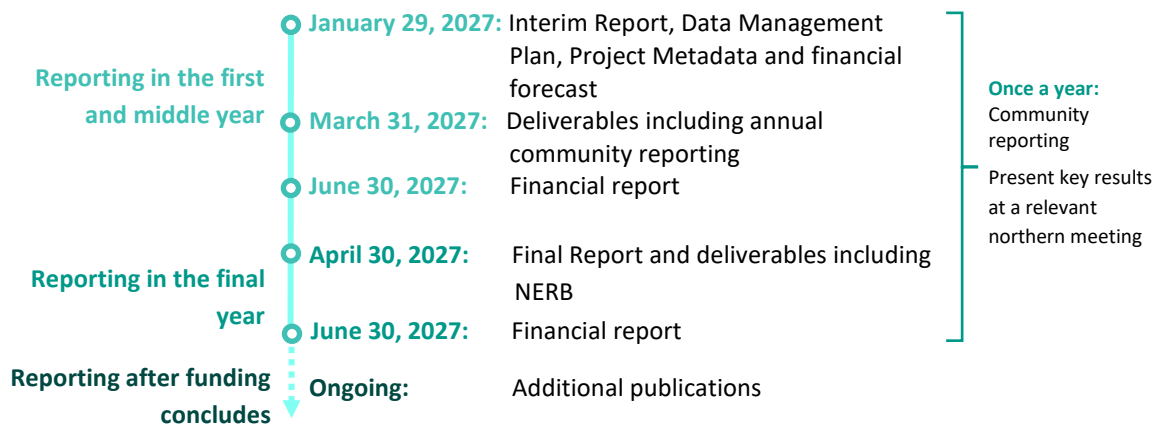 Reporting in the first
and middle year
January 29, 2027: Interim Report, Data Management
Plan, Project Metadata and financial
forecast
March 31, 2027: Deliverables including annual
community reporting
June 30, 2027: Financial report
Reporting in the final
year
April 30, 2027: Final Report and deliverables including
NERB
June 30, 2027: Financial report
Reporting after funding
concludes
Ongoing: Additional publications
Once a year:
Community
reporting
Present key results
at a relevant
northern meeting